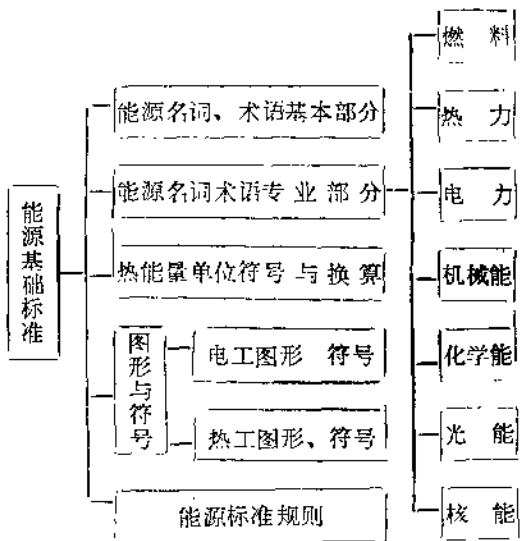 能源基础标准
能源名词、术语基本部分
能源名词术语专业部分
热能量单位符号与换算
图形与符号
电工图形 符号
热工图形、符号
能源标准规则
燃料
热力
电力
机械能
化学能
光能
核能